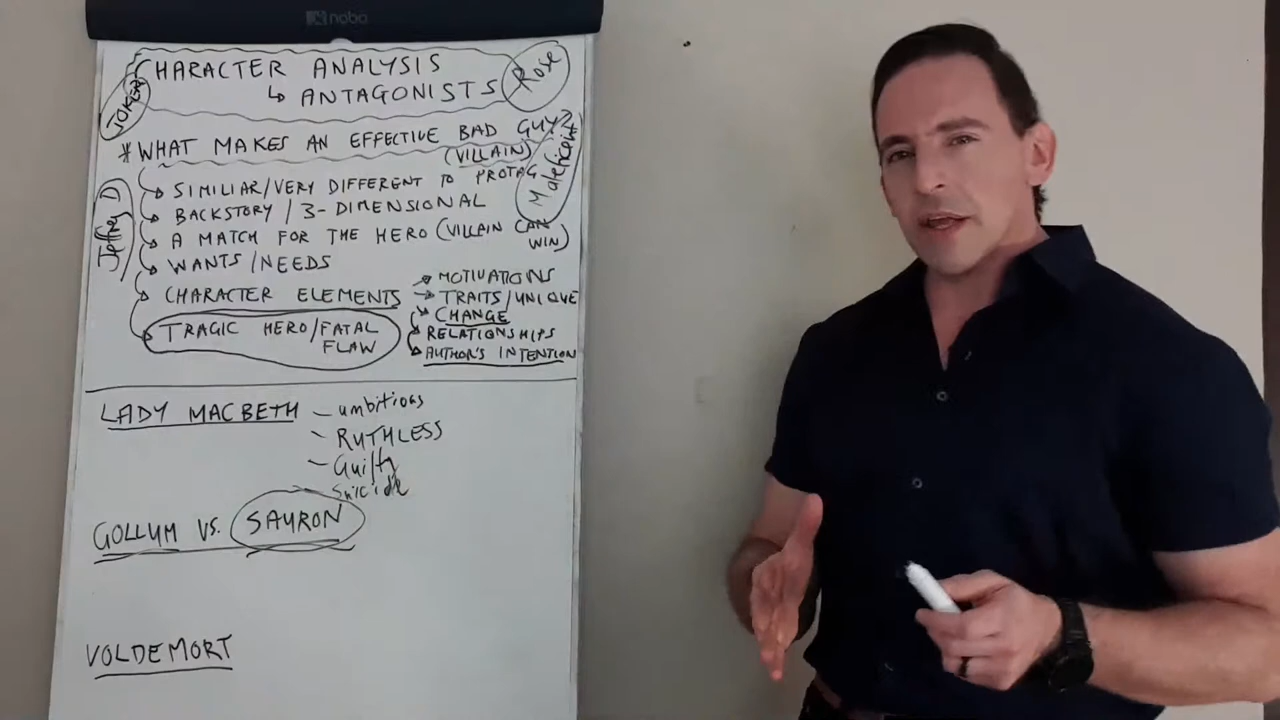 nobo
CHARACTER ANALYSIS
↳ ANTAGONISTS
JOKER
Rose
* WHAT MAKES AN EFFECTIVE BAD GUY?
(VILLAIN)
Maleficent
SIMILIAR/VERY DIFFERENT TO PROTAG
BACKSTORY / 3-DIMENSIONAL
A MATCH FOR THE HERO (VILLAIN CAN
WIN)
WANTS/NEEDS
Jeffrey D
CHARACTER ELEMENTS
→ MOTIVATIONS
→ TRAITS/UNIQUE
CHANGE
RELATIONSHIPS
AUTHOR'S INTENTION
TRAGIC HERO/FATAL
FLAW
LADY MACBETH – umbitious
– RUTHLESS
– Guilty
– Suicide
GOLLUM VS. SAURON
VOLDEMORT